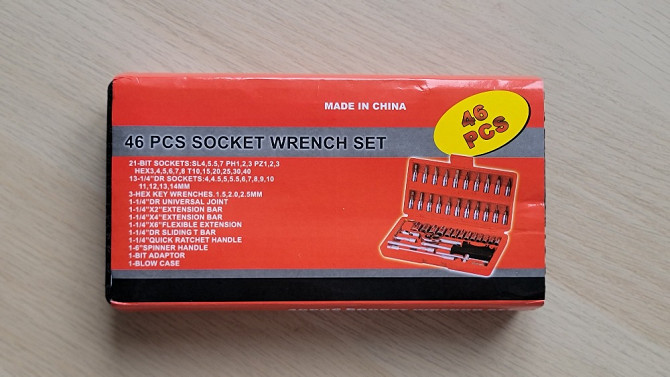 MADE IN CHINA
46
PCS
46 PCS SOCKET WRENCH SET
21-BIT SOCKETS:SL4,5.5,7 PH1,2,3 PZ1,2,3
HEX3,4,5,6,7,8 T10,15,20,25,30,40
13-1/4"DR SOCKETS:4,4.5,5,5.5,6,7,8,9,10
11,12,13,14MM
3-HEX KEY WRENCHES,1.5,2.0,2.5MM
1-1/4"DR UNIVERSAL JOINT
1-1/4"X2"EXTENSION BAR
1-1/4"X4"EXTENSION BAR
1-1/4"X6"FLEXIBLE EXTENSION
1-1/4"DR SLIDING T BAR
1-1/4"QUICK RATCHET HANDLE
1-6"SPINNER HANDLE
1-BIT ADAPTOR
1-BLOW CASE
46PCS SOCKET WRENCH SET